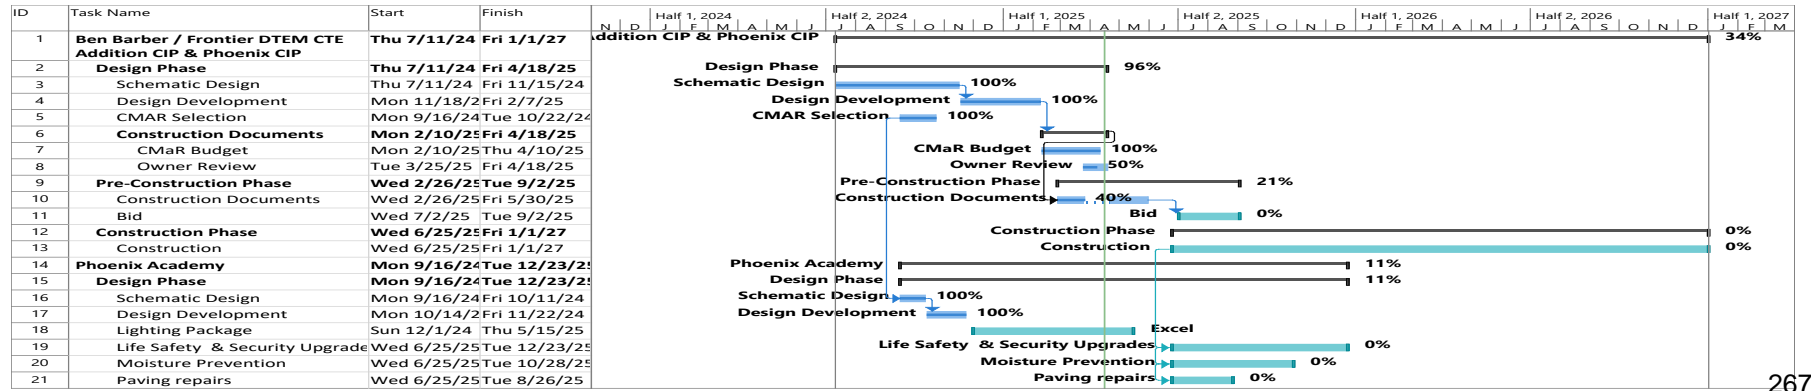 ID Task Name Start Finish Half 1, 2024 Half 2, 2024 Half 1, 2025 Half 2, 2025 Half 1, 2026 Half 2, 2026 Half 1, 2027
N D J F M A M J J A S O N D J F M A M J J A S O N D J F M A M J J A S O N D J F M
1 Ben Barber / Frontier DTEM CTE Thu 7/11/24 Fri 1/1/27 Addition CIP & Phoenix CIP 34%
Addition CIP & Phoenix CIP
2 Design Phase Thu 7/11/24 Fri 4/18/25 Design Phase 96%
3 Schematic Design Thu 7/11/24 Fri 11/15/24 Schematic Design 100%
4 Design Development Mon 11/18/2 Fri 2/7/25 Design Development 100%
5 CMAR Selection Mon 9/16/24 Tue 10/22/24 CMAR Selection 100%
6 Construction Documents Mon 2/10/25 Fri 4/18/25
7 CMaR Budget Mon 2/10/25 Thu 4/10/25 CMaR Budget 100%
8 Owner Review Tue 3/25/25 Fri 4/18/25 Owner Review 50%
9 Pre-Construction Phase Wed 2/26/25 Tue 9/2/25 Pre-Construction Phase 21%
10 Construction Documents Wed 2/26/25 Fri 5/30/25 Construction Documents 40%
11 Bid Wed 7/2/25 Tue 9/2/25 Bid 0%
12 Construction Phase Wed 6/25/25 Fri 1/1/27 Construction Phase 0%
13 Construction Wed 6/25/25 Fri 1/1/27 Construction 0%
14 Phoenix Academy Mon 9/16/24 Tue 12/23/25 Phoenix Academy 11%
15 Design Phase Mon 9/16/24 Tue 12/23/25 Design Phase 11%
16 Schematic Design Mon 9/16/24 Fri 10/11/24 Schematic Design 100%
17 Design Development Mon 10/14/2 Fri 11/22/24 Design Development 100%
18 Lighting Package Sun 12/1/24 Thu 5/15/25 Excel
19 Life Safety & Security Upgrade Wed 6/25/25 Tue 12/23/25 Life Safety & Security Upgrades 0%
20 Moisture Prevention Wed 6/25/25 Tue 10/28/25 Moisture Prevention 0%
21 Paving repairs Wed 6/25/25 Tue 8/26/25 Paving repairs 0%
267